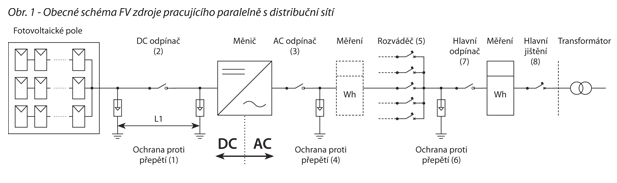 Obr. 1 - Obecné schéma FV zdroje pracujícího paralelně s distribuční sítí
Fotovoltaické pole
DC odpínač
(2)
Měnič
AC odpínač
(3)
Měření
Rozváděč (5)
Hlavní
odpínač
(7)
Měření
Hlavní
jištění
(8)
Transformátor
Wh
Wh
L1
Ochrana proti
přepětí (1)
DC
AC
Ochrana proti
přepětí (4)
Ochrana proti
přepětí (6)